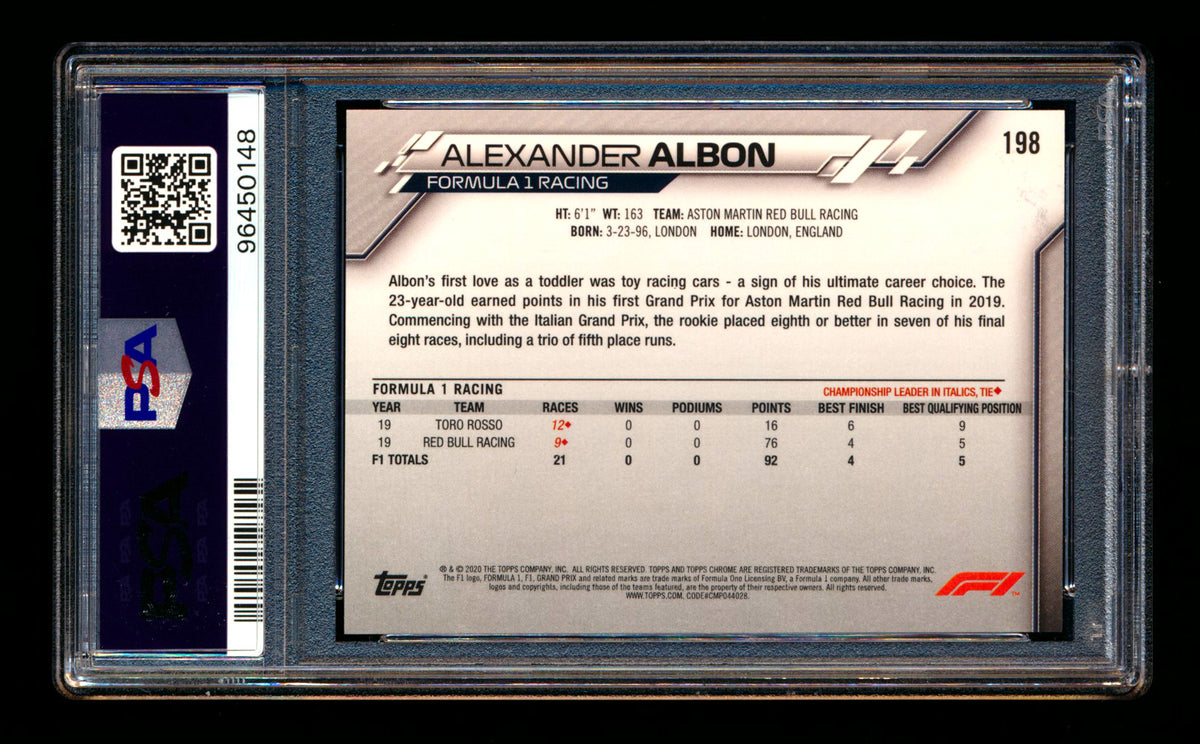 96450148
PSA
PSA
ALEXANDER ALBON
198
FORMULA 1 RACING
HT: 6'1" WT: 163 TEAM: ASTON MARTIN RED BULL RACING
BORN: 3-23-96, LONDON HOME: LONDON, ENGLAND
Albon's first love as a toddler was toy racing cars - a sign of his ultimate career choice. The
23-year-old earned points in his first Grand Prix for Aston Martin Red Bull Racing in 2019.
Commencing with the Italian Grand Prix, the rookie placed eighth or better in seven of his final
eight races, including a trio of fifth place runs.
FORMULA 1 RACING CHAMPIONSHIP LEADER IN ITALICS, TIE♦
YEAR TEAM RACES WINS PODIUMS POINTS BEST FINISH BEST QUALIFYING POSITION
19 TORO ROSSO 12♦ 0 0 16 6 9
19 RED BULL RACING 9♦ 0 0 76 4 5
F1 TOTALS 21 0 0 92 4 5
topps
® & © 2020 THE TOPPS COMPANY, INC. ALL RIGHTS RESERVED. TOPPS AND TOPPS CHROME ARE REGISTERED TRADEMARKS OF THE TOPPS COMPANY, INC.
The F1 logo, FORMULA 1, F1, GRAND PRIX and related marks are trade marks of Formula One Licensing BV, a Formula 1 company. All other trade marks,
logos and copyrights, including those of the teams featured, are the property of their respective owners. All rights reserved.
WWW.TOPPS.COM. CODE#CMP044028.
F1 ™